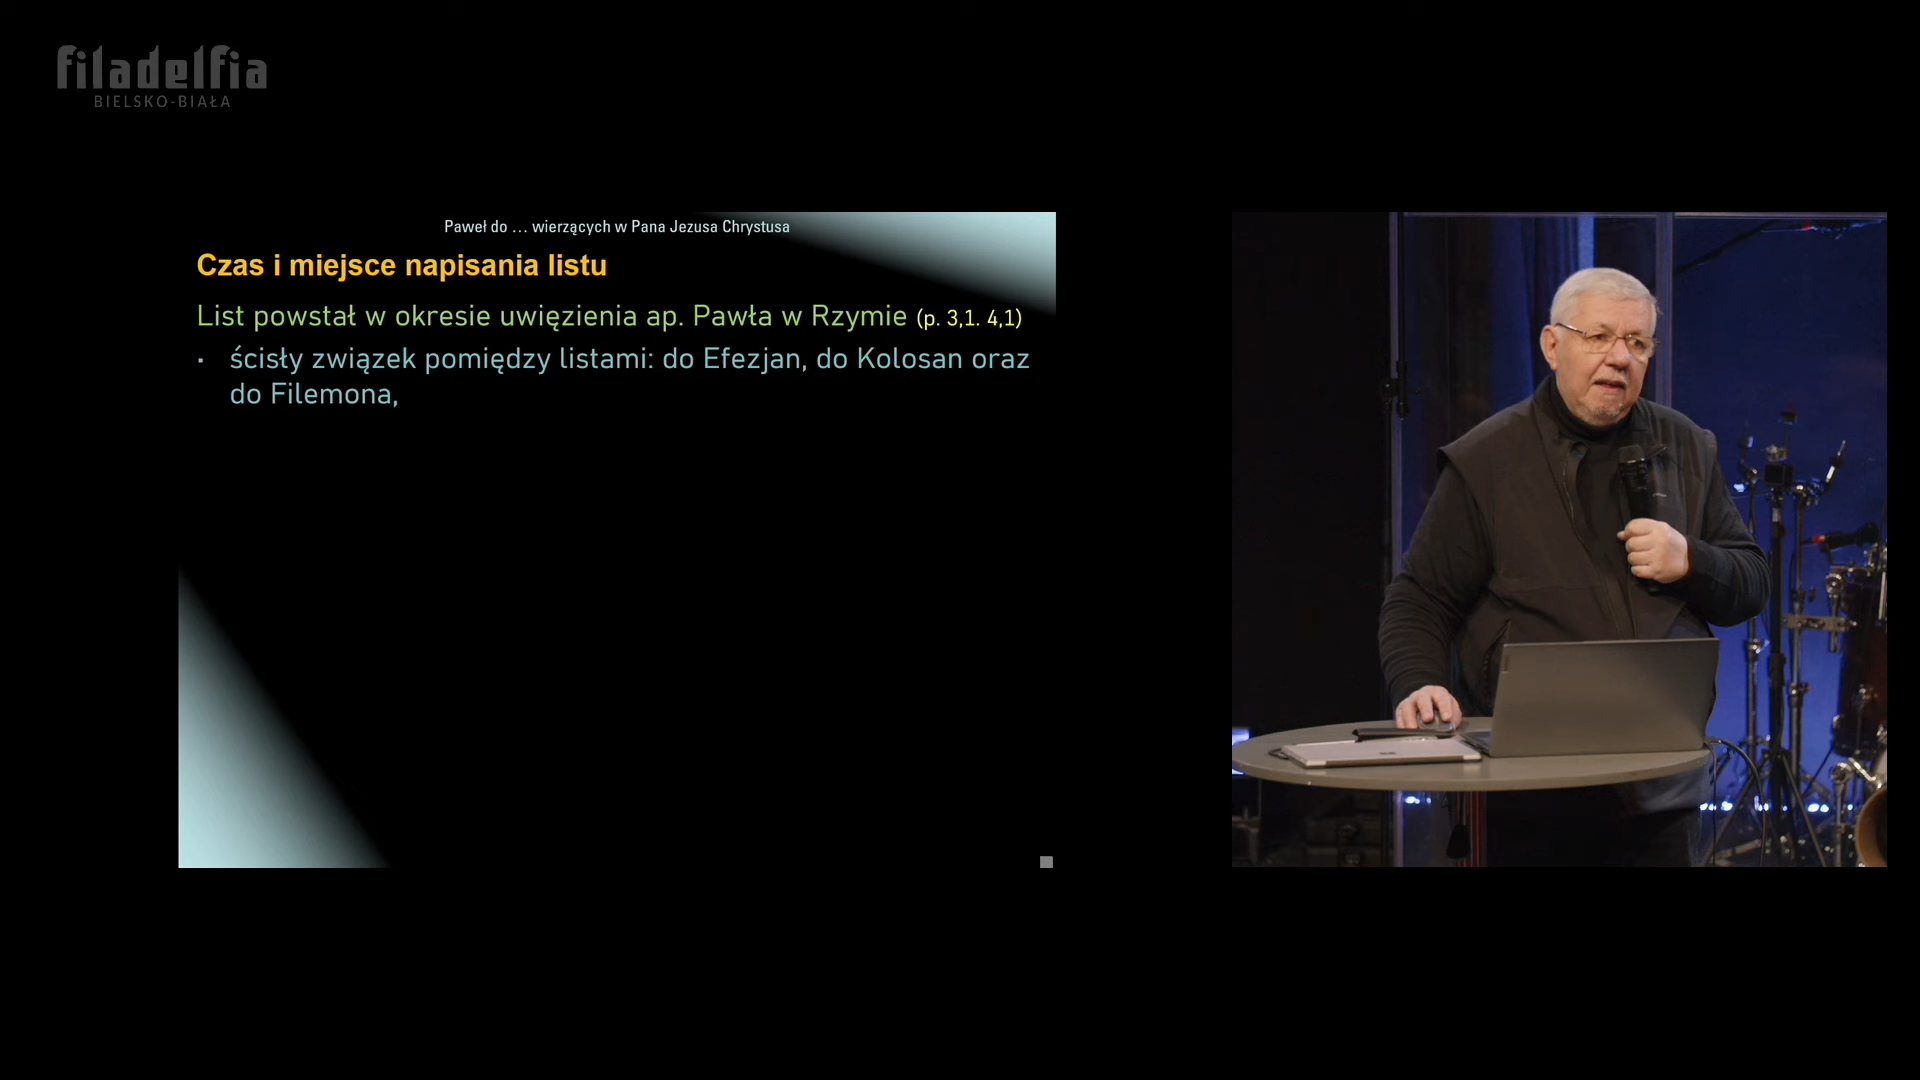 filadelfia
BIELSKO-BIAŁA
Paweł do ... wierzących w Pana Jezusa Chrystusa
Czas i miejsce napisania listu
List powstał w okresie uwięzienia ap. Pawła w Rzymie (p. 3,1. 4,1)
· ścisły związek pomiędzy listami: do Efezjan, do Kolosan oraz
do Filemona,